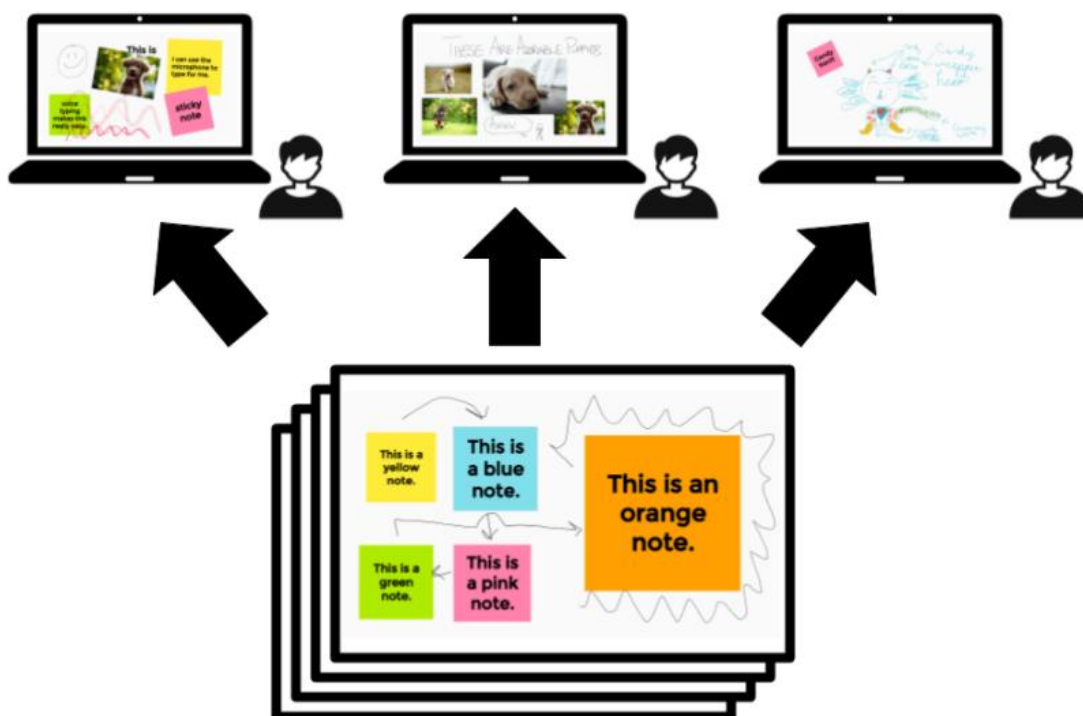 This is
I can use the
microphone to
type for me.
voice
typing
makes this
really easy.
sticky
note
THESE ARE ADORABLE PUPPIES
Candy
This is a
yellow
note.
This is
a blue
note.
This is an
orange
note.
This is a
green
note.
This is
a pink
note.